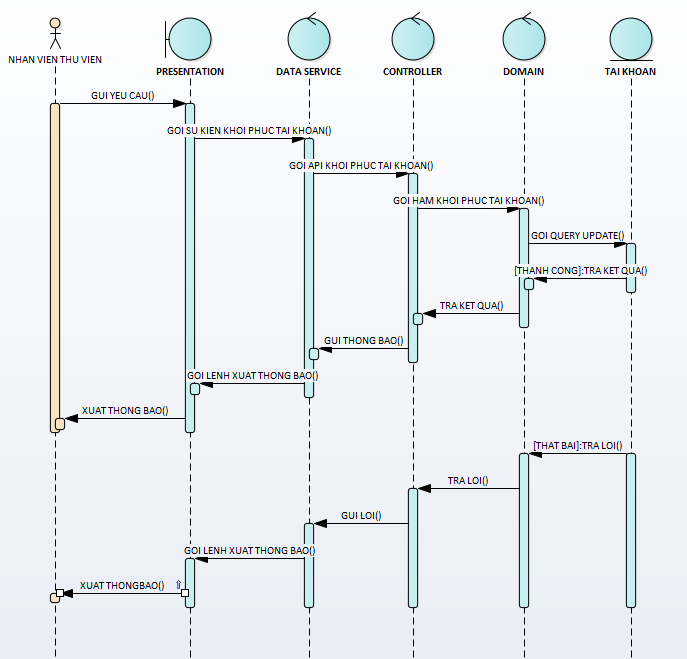 NHAN VIEN THU VIEN
PRESENTATION
DATA SERVICE
CONTROLLER
DOMAIN
TAI KHOAN
GUI YEU CAU()
GOI SU KIEN KHOI PHUC TAI KHOAN()
GOI API KHOI PHUC TAI KHOAN()
GOI HAM KHOI PHUC TAI KHOAN()
GOI QUERY UPDATE()
[THANH CONG]:TRA KET QUA()
TRA KET QUA()
GUI THONG BAO()
GOI LENH XUAT THONG BAO()
XUAT THONG BAO()
[THAT BAI]:TRA LOI()
TRA LOI()
GUI LOI()
GOI LENH XUAT THONG BAO()
XUAT THONGBAO()